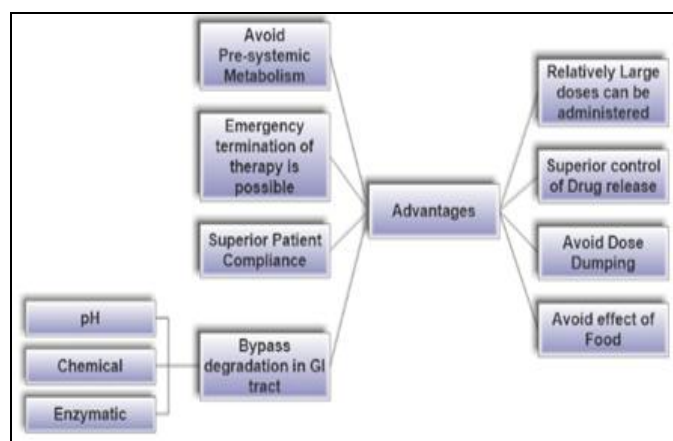 Avoid
Pre-systemic
Metabolism
Emergency
termination of
therapy is
possible
Superior Patient
Compliance
pH
Chemical
Enzymatic
Bypass
degradation in GI
tract
Advantages
Relatively Large
doses can be
administered
Superior control
of Drug release
Avoid Dose
Dumping
Avoid effect of
Food